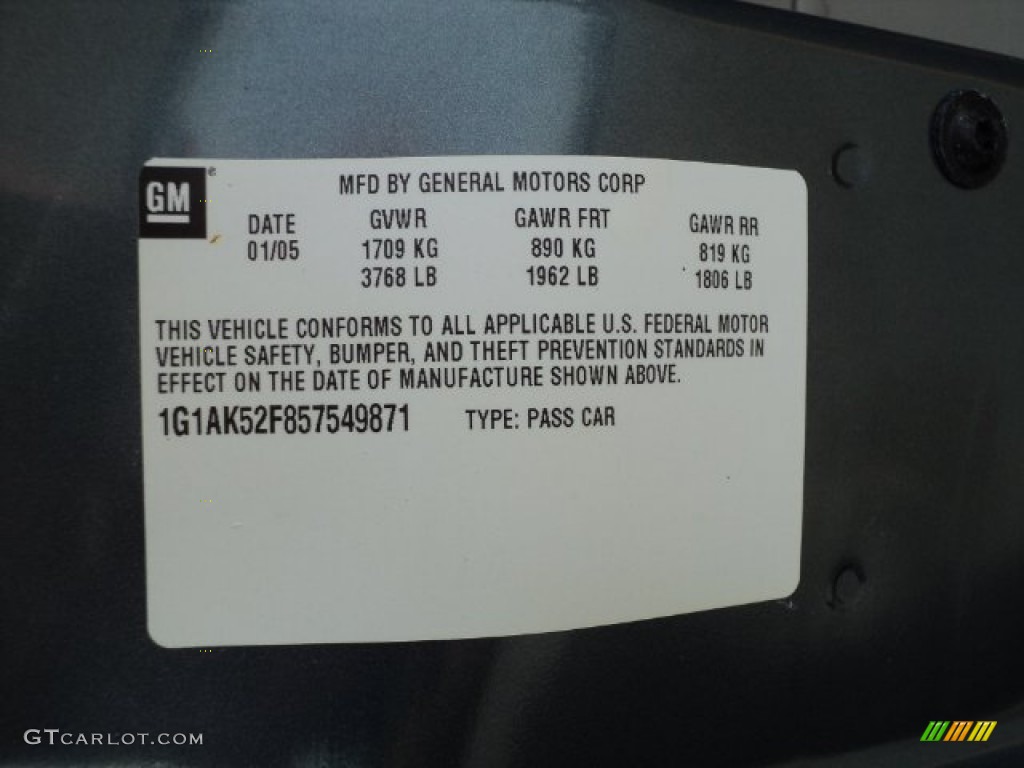 GM®
MFD BY GENERAL MOTORS CORP
DATE GVWR GAWR FRT GAWR RR
01/05 1709 KG 890 KG 819 KG
3768 LB 1962 LB 1806 LB
THIS VEHICLE CONFORMS TO ALL APPLICABLE U.S. FEDERAL MOTOR
VEHICLE SAFETY, BUMPER, AND THEFT PREVENTION STANDARDS IN
EFFECT ON THE DATE OF MANUFACTURE SHOWN ABOVE.
1G1AK52F857549871 TYPE: PASS CAR
GTCARLOT.COM